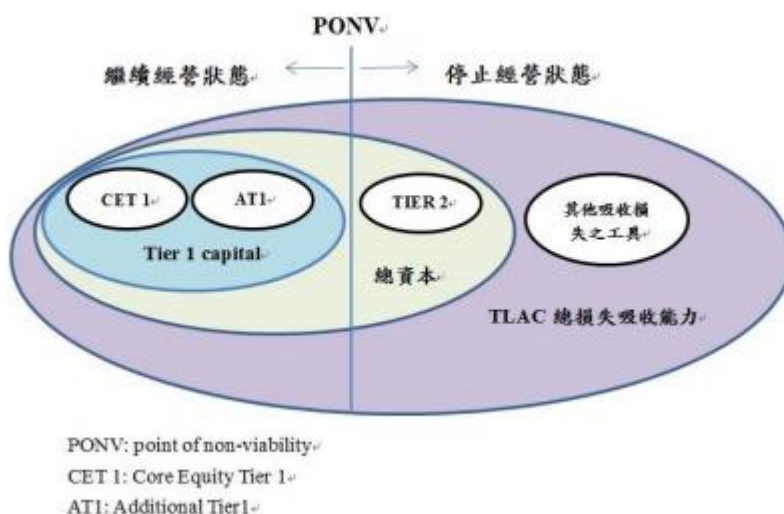 PONV
繼續經營狀態
停止經營狀態
CET 1
AT1
TIER 2
其他吸收損
失之工具
Tier 1 capital
總資本
TLAC 總損失吸收能力
PONV: point of non-viability
CET 1: Core Equity Tier 1
AT1: Additional Tier1